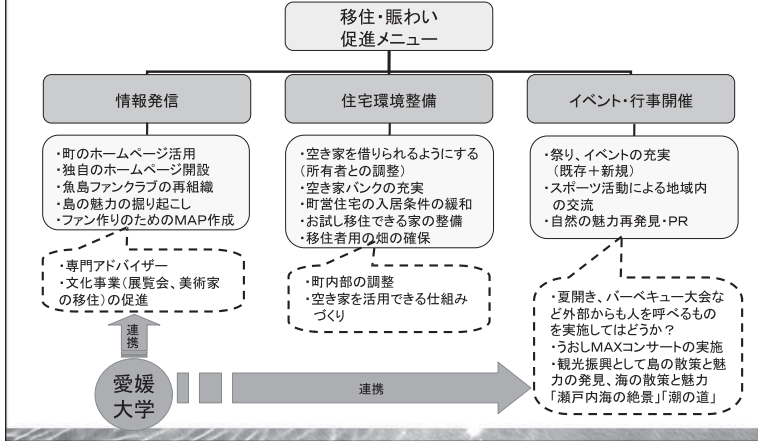 移住・賑わい
促進メニュー
情報発信
・町のホームページ活用
・独自のホームページ開設
・魚島ファンクラブの再組織
・島の魅力の掘り起こし
・ファン作りのためのMAP作成
・専門アドバイザー
・文化事業(展覧会、美術家
の移住)の促進
住宅環境整備
・空き家を借りられるようにする
(所有者との調整)
・空き家バンクの充実
・町営住宅の入居条件の緩和
・お試し移住できる家の整備
・移住者用の畑の確保
・町内部の調整
・空き家を活用できる仕組み
づくり
イベント・行事開催
・祭り、イベントの充実
(既存+新規)
・スポーツ活動による地域内
の交流
・自然の魅力再発見・PR
・夏開き、バーベキュー大会な
ど外部からも人を呼べるもの
を実施してはどうか?
・うおしMAXコンサートの実施
・観光振興として島の散策と魅
力の発見、海の散策と魅力
「瀬戸内海の絶景」「潮の道」
連携
愛媛
大学
連携